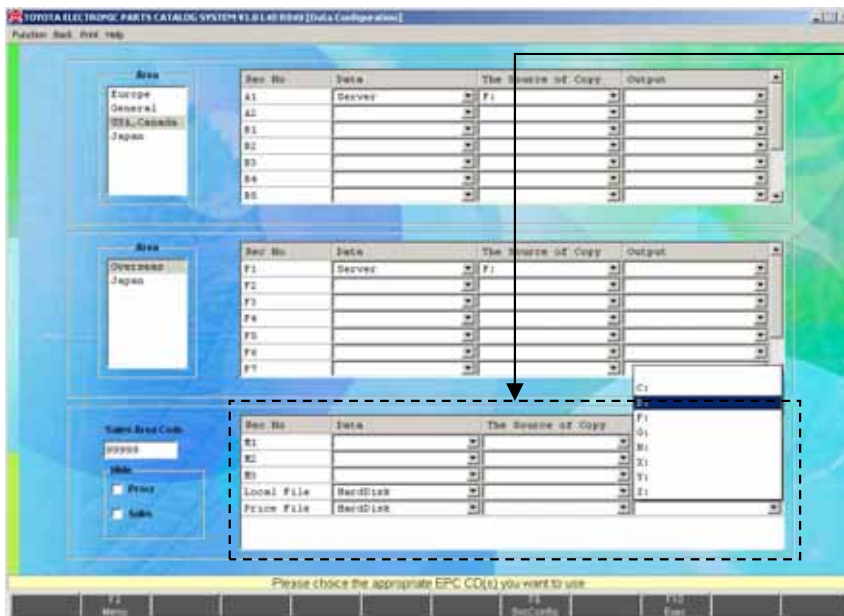 TOYOTA ELECTRONIC PARTS CATALOG SYSTEM V1.0 L40 [Data Configuration]
Function Back Print Help
Area
Europe
General
USA,Canada
Japan
Rec No Data The Source of Copy Output
A1 Server F:
A2
B1
B2
B3
B4
B5
Area
Overseas
Japan
Rec No Data The Source of Copy Output
F1 Server F:
F2
F3
F4
F5
F6
F7
C:
F:
G:
X:
Y:
Z:
Sales Area Code
99999
Hide
Price
Sales
Rec No Data The Source of Copy
M1
M2
M3
Local File HardDisk
Price File HardDisk
Please choice the appropriate EPC CD(s) you want to use
Menu
F10